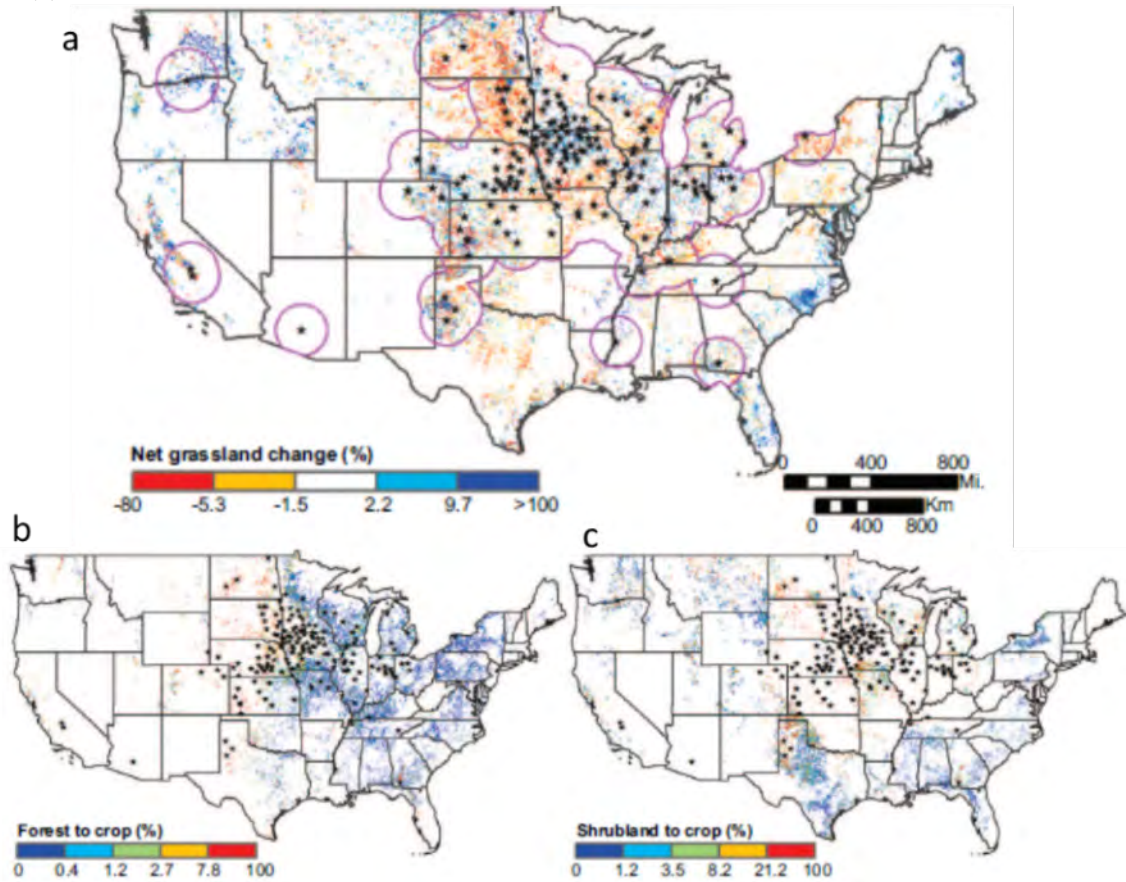 a
Net grassland change (%)
-80 -5.3 -1.5 2.2 9.7 >100
0 400 800
Mi.
Km
0 400 800
b
c
Forest to crop (%)
0 0.4 1.2 2.7 7.8 100
Shrubland to crop (%)
0 1.2 3.5 8.2 21.2 100